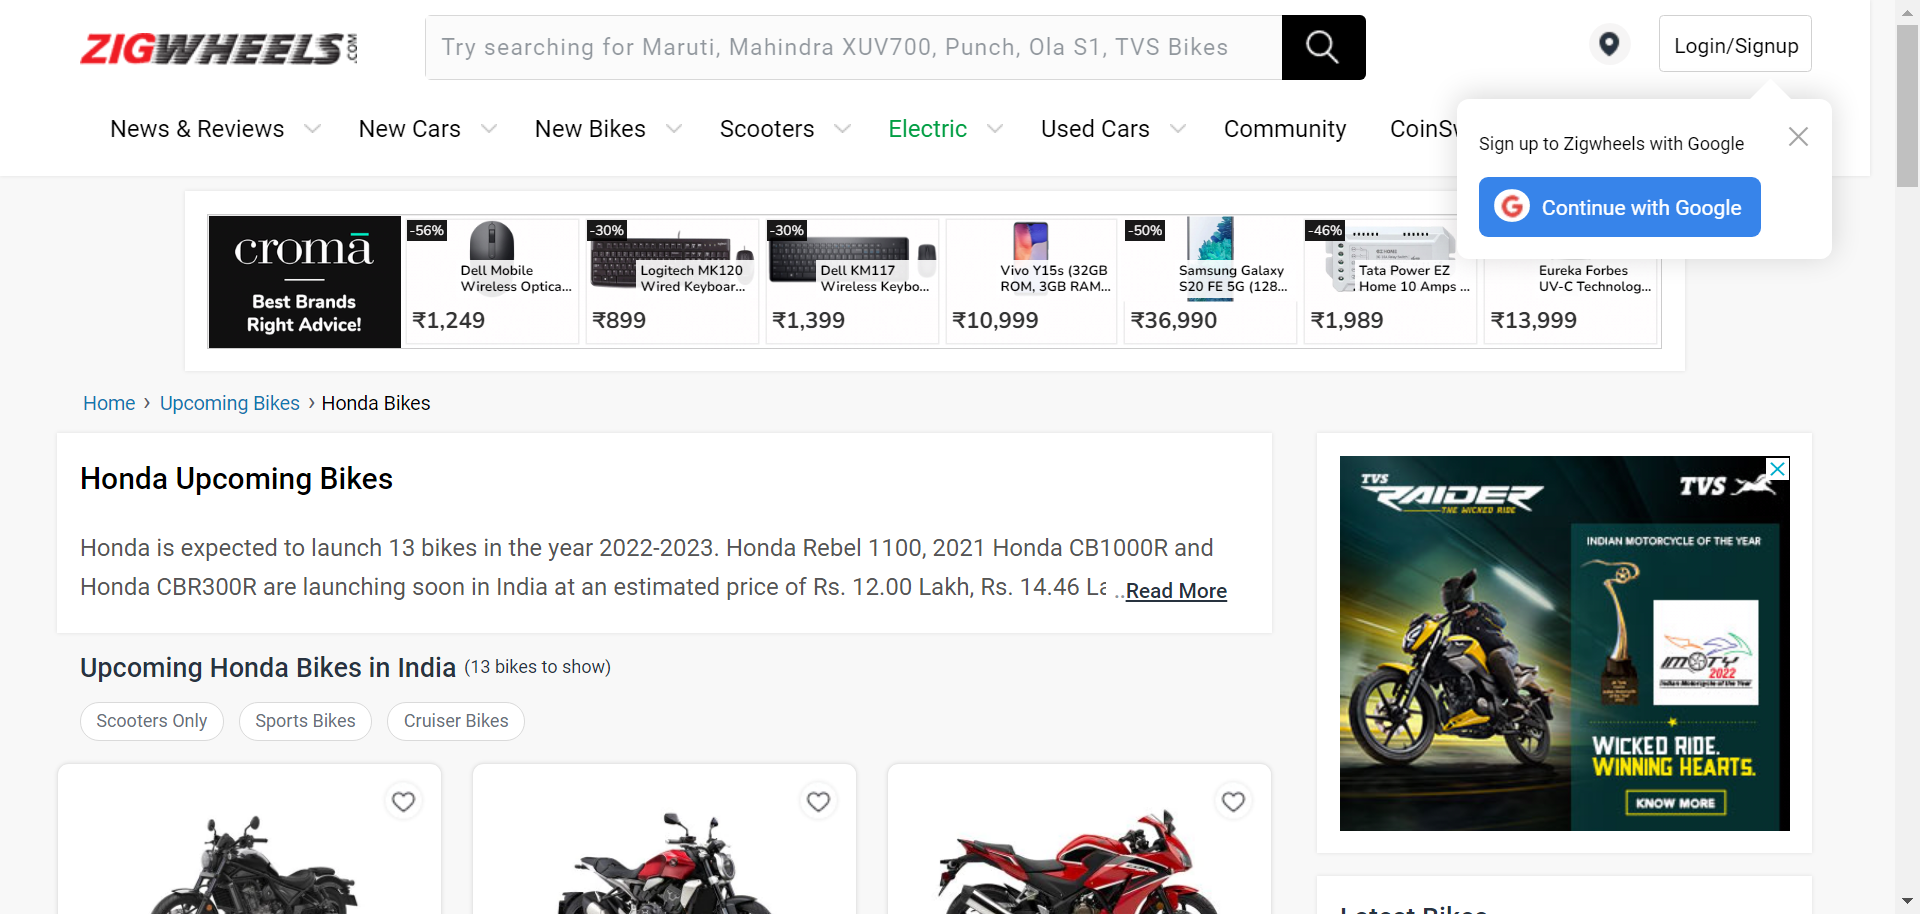 ZIGWHEELS.COM
Try searching for Maruti, Mahindra XUV700, Punch, Ola S1, TVS Bikes
Login/Signup
News & Reviews
New Cars
New Bikes
Scooters
Electric
Used Cars
Community
Sign up to Zigwheels with Google
Continue with Google
cromā
Best Brands
Right Advice!
-56%
Dell Mobile
Wireless Optica...
₹1,249
-30%
Logitech MK120
Wired Keyboar...
₹899
-30%
Dell KM117
Wireless Keybo...
₹1,399
Vivo Y15s (32GB
ROM, 3GB RAM...
₹10,999
-50%
Samsung Galaxy
S20 FE 5G (128...
₹36,990
-46%
Tata Power EZ
Home 10 Amps ...
₹1,989
Eureka Forbes
UV-C Technolog...
₹13,999
Home › Upcoming Bikes › Honda Bikes
Honda Upcoming Bikes
Honda is expected to launch 13 bikes in the year 2022-2023. Honda Rebel 1100, 2021 Honda CB1000R and
Honda CBR300R are launching soon in India at an estimated price of Rs. 12.00 Lakh, Rs. 14.46 La ..Read More
Upcoming Honda Bikes in India (13 bikes to show)
Scooters Only
Sports Bikes
Cruiser Bikes
TVS
RAIDER
THE WICKED RIDE
TVS
INDIAN MOTORCYCLE OF THE YEAR
IMOTY
2022
Indian Motorcycle of the Year
WICKED RIDE.
WINNING HEARTS.
KNOW MORE
Latest Bikes